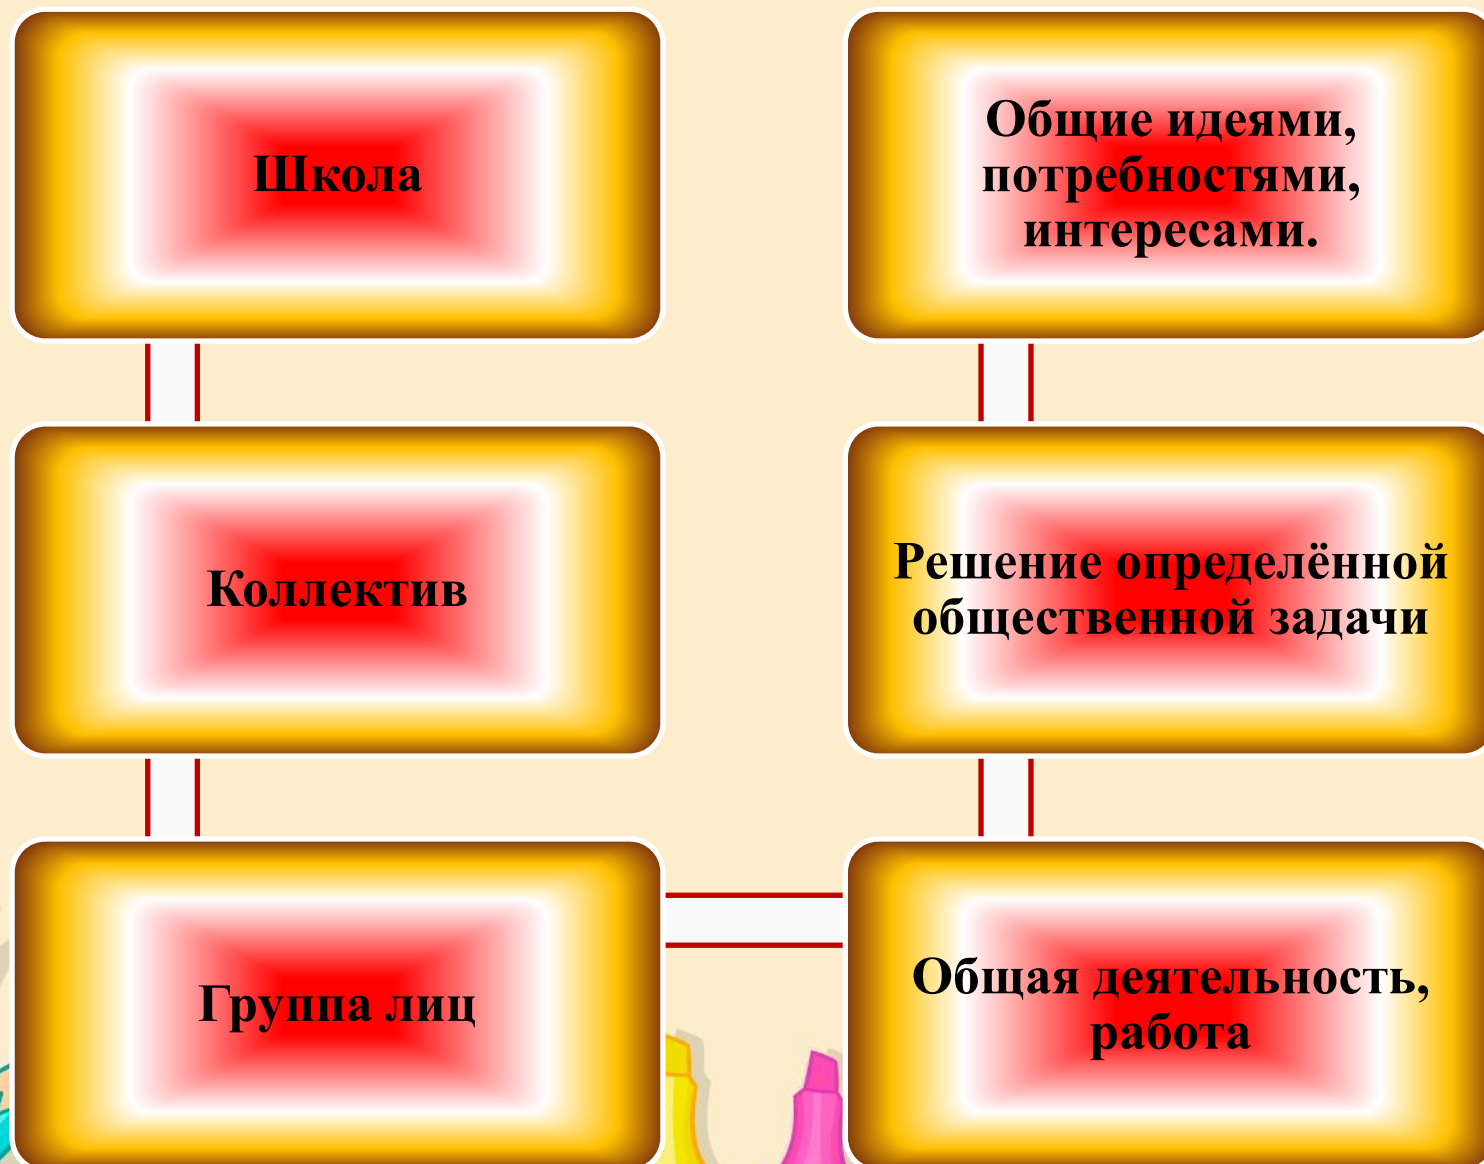 Школа
Коллектив
Группа лиц
Общая деятельность,
работа
Решение определённой
общественной задачи
Общие идеями,
потребностями,
интересами.